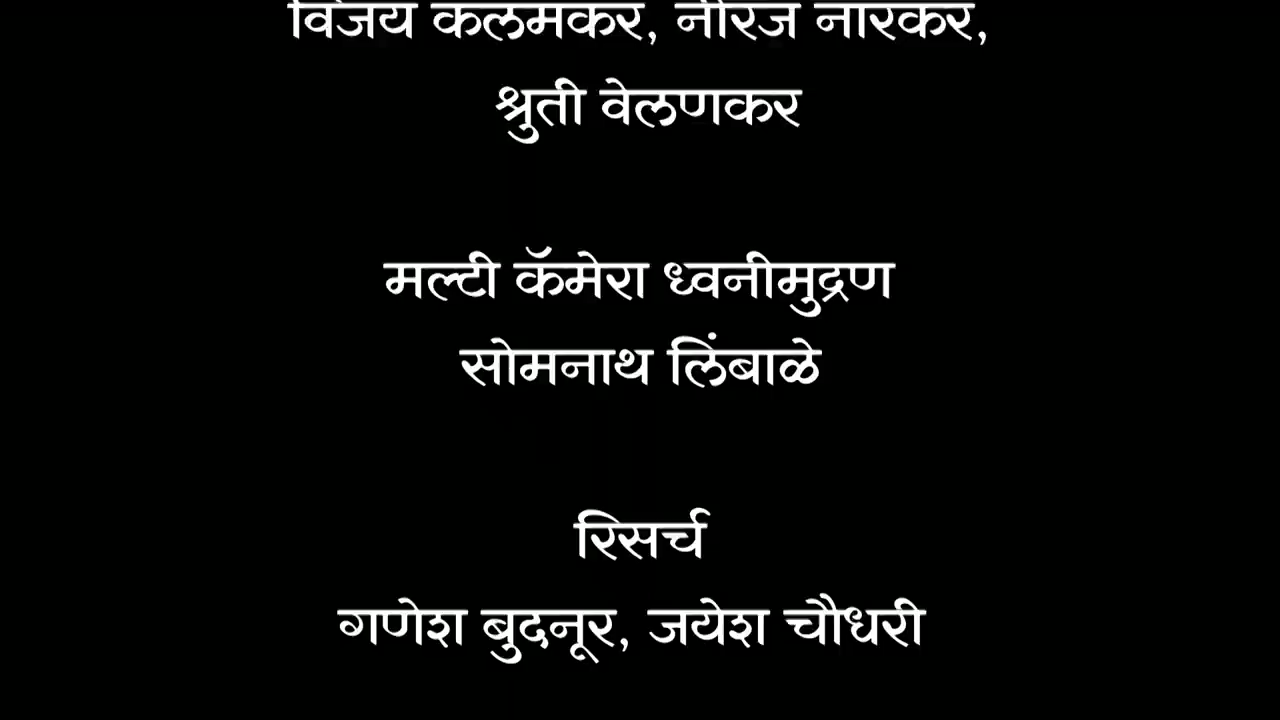 विजय कलमकर, नीरज नारकर,
श्रुती वेलणकर
मल्टी कॅमेरा ध्वनीमुद्रण
सोमनाथ लिंबाळे
रिसर्च
गणेश बुदनूर, जयेश चौधरी